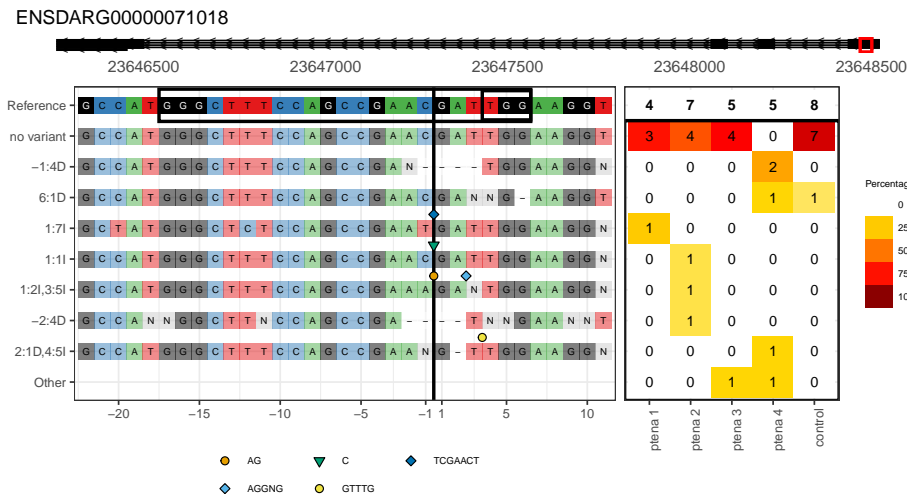 ENSDARG00000071018
23646500 23647000 23647500 23648000 23648500
Reference G C C A T G G G C T T T C C A G C C G A A C G A T T G G A A G G T 4 7 5 5 8
no variant G C C A T G G G C T T T C C A G C C G A A C G A T T G G A A G G T 3 4 4 0 7
−1:4D G C C A T G G G C T T T C C A G C C G A N - - - - T G G A A G G N 0 0 0 2 0
6:1D G C C A T G G G C T T T C C A G C C G A A C G A N N G - A A G G T 0 0 0 1 1
1:7I G C T A T G G G C T C T C C A G C C G A A T G A T T G G A A G G N 1 0 0 0 0
1:1I G C C A T G G G C T T T C C A G C C G A A C G A T T G G A A G G N 0 1 0 0 0
1:2I,3:5I G C C A T G G G C T T T C C A G C C G A A A G A N T G G A A G G N 0 1 0 0 0
−2:4D G C C A N N G G C T T N C C A G C C G A - - - - T N N G A A N N T 0 1 0 0 0
2:1D,4:5I G C C A T G G G C T T T C C A G C C G A A N G - T T G G A A G G N 0 0 0 1 0
Other 0 0 1 1 0
−20 −15 −10 −5 −1 1 5 10
ptena 1 ptena 2 ptena 3 ptena 4 control
Percentag
0
25
50
75
10
AG C TCGAACT
AGGNG GTTTG